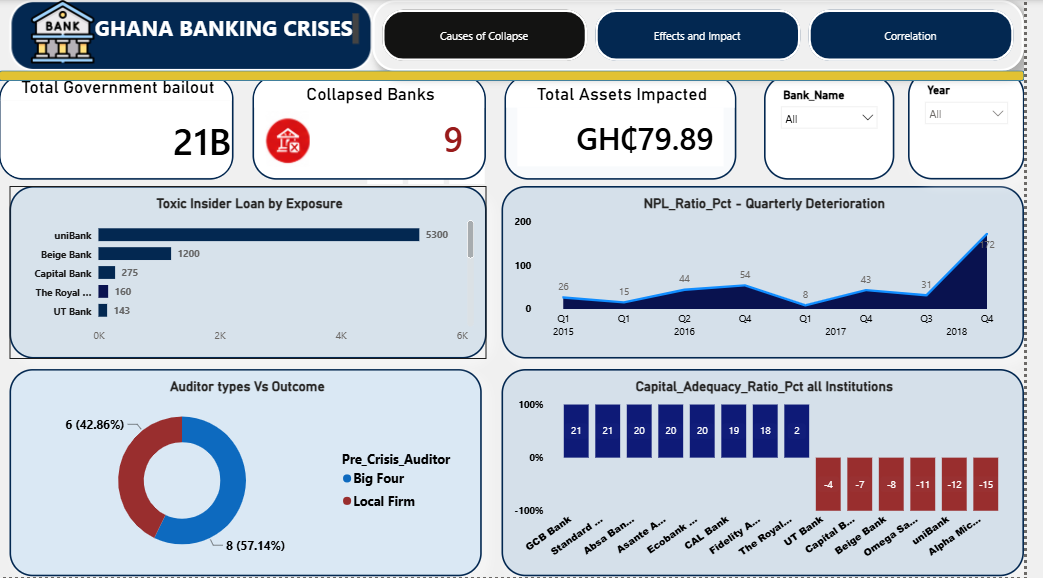 BANK
GHANA BANKING CRISES
Causes of Collapse
Effects and Impact
Correlation
Total Government bailout
21B
Collapsed Banks
9
Total Assets Impacted
GH₵79.89
Bank_Name
All
Year
All
Toxic Insider Loan by Exposure
uniBank 5300
Beige Bank 1200
Capital Bank 275
The Royal ... 160
UT Bank 143
0K 2K 4K 6K
NPL_Ratio_Pct - Quarterly Deterioration
200
100
0
26 15 44 54 8 43 31 172
Q1 Q1 Q2 Q4 Q1 Q4 Q3 Q4
2015 2016 2017 2018
Auditor types Vs Outcome
6 (42.86%)
8 (57.14%)
Pre_Crisis_Auditor
Big Four
Local Firm
Capital_Adequacy_Ratio_Pct all Institutions
100%
0%
-100%
21 21 20 20 20 19 18 2
-4 -7 -8 -11 -12 -15
GCB Bank
Standard ...
Absa Ban...
Asante A...
Ecobank ...
CAL Bank
Fidelity A...
The Royal...
UT Bank
Capital B...
Beige Bank
Omega Sa...
uniBank
Alpha Mic...